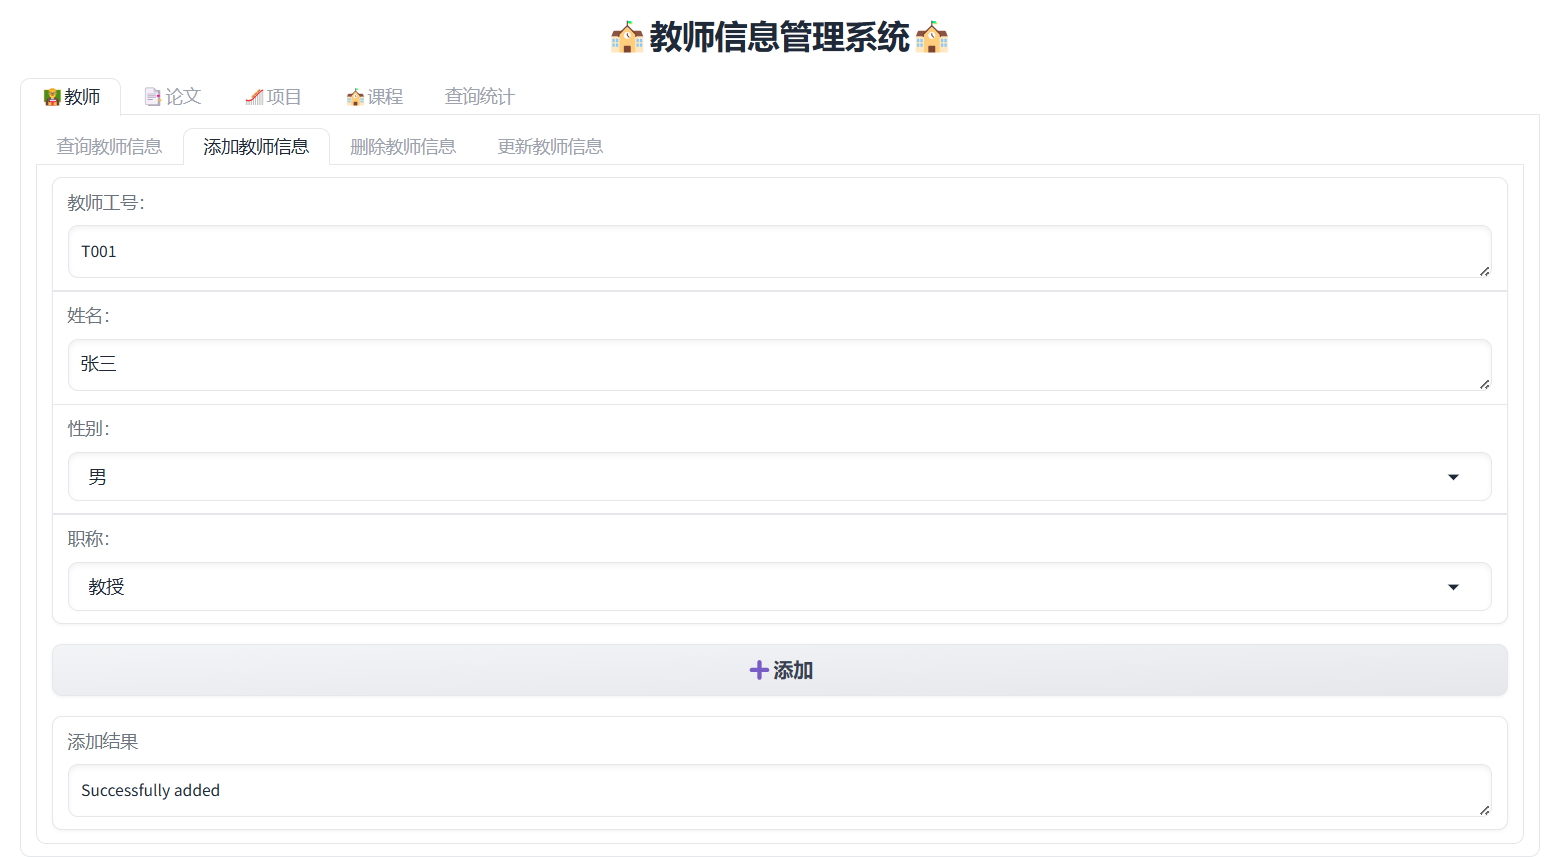 教师信息管理系统
教师 论文 项目 课程 查询统计
查询教师信息 添加教师信息 删除教师信息 更新教师信息
教师工号：
T001
姓名：
张三
性别：
男
职称：
教授
添加
添加结果
Successfully added